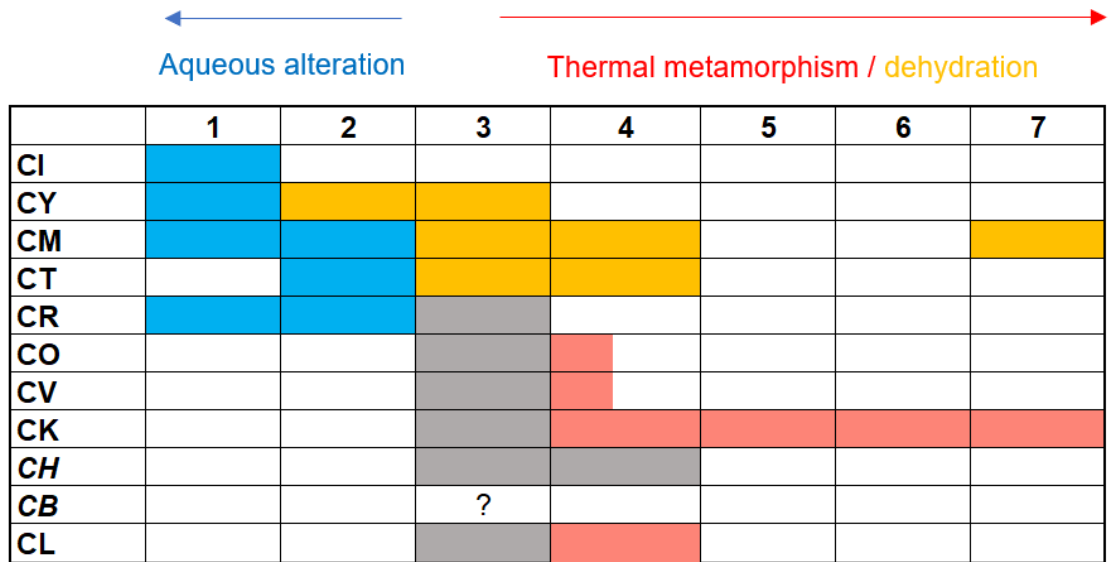 Aqueous alteration
Thermal metamorphism / dehydration
1 2 3 4 5 6 7
CI
CY
CM
CT
CR
CO
CV
CK
CH
CB ?
CL